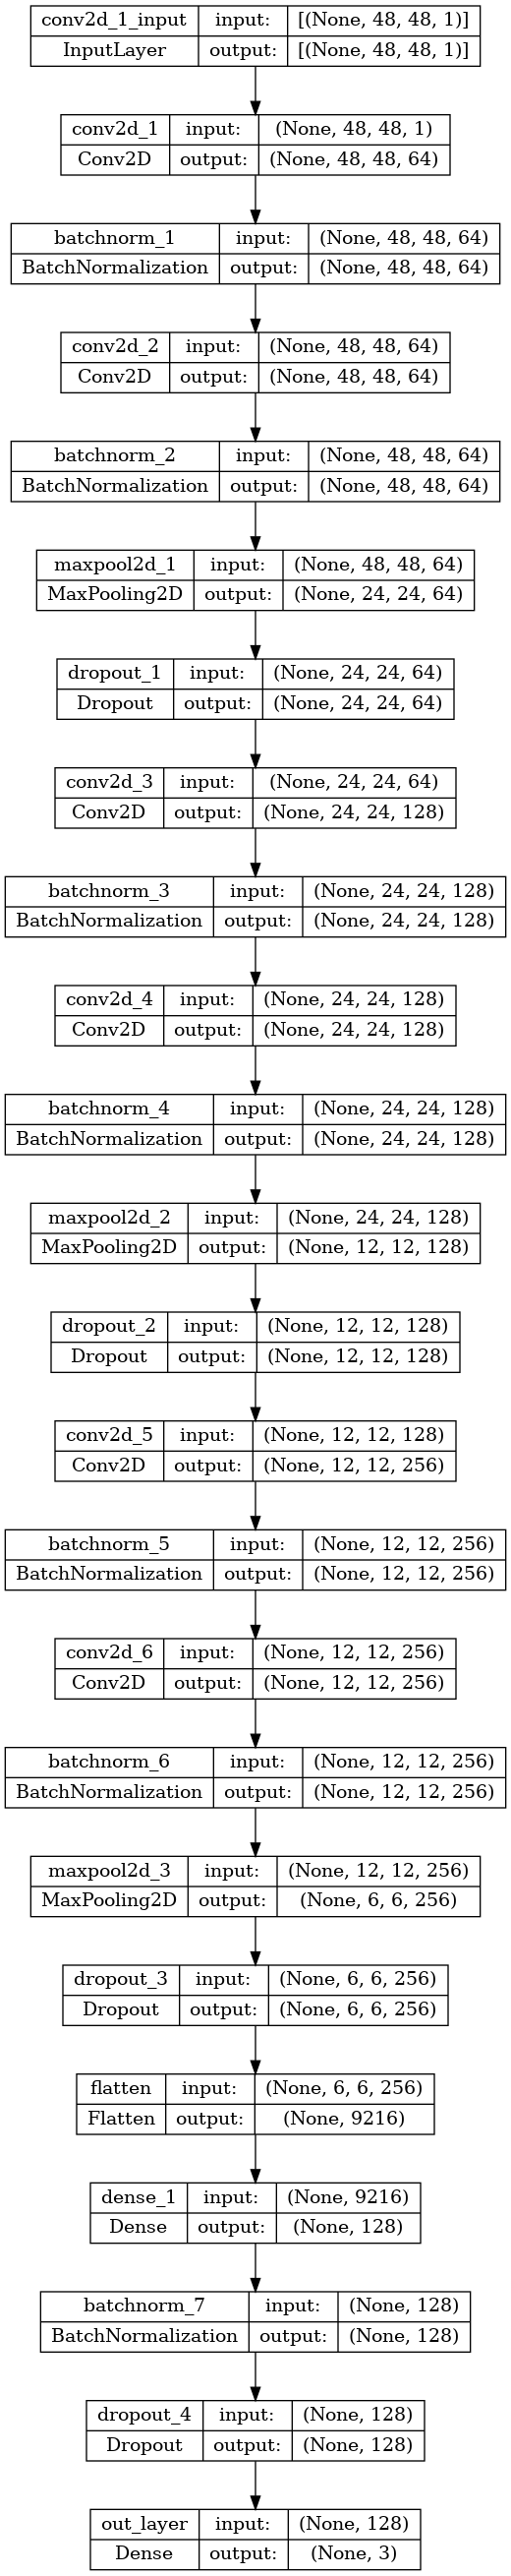 conv2d_1_input input: [(None, 48, 48, 1)]
InputLayer output: [(None, 48, 48, 1)]
conv2d_1 input: (None, 48, 48, 1)
Conv2D output: (None, 48, 48, 64)
batchnorm_1 input: (None, 48, 48, 64)
BatchNormalization output: (None, 48, 48, 64)
conv2d_2 input: (None, 48, 48, 64)
Conv2D output: (None, 48, 48, 64)
batchnorm_2 input: (None, 48, 48, 64)
BatchNormalization output: (None, 48, 48, 64)
maxpool2d_1 input: (None, 48, 48, 64)
MaxPooling2D output: (None, 24, 24, 64)
dropout_1 input: (None, 24, 24, 64)
Dropout output: (None, 24, 24, 64)
conv2d_3 input: (None, 24, 24, 64)
Conv2D output: (None, 24, 24, 128)
batchnorm_3 input: (None, 24, 24, 128)
BatchNormalization output: (None, 24, 24, 128)
conv2d_4 input: (None, 24, 24, 128)
Conv2D output: (None, 24, 24, 128)
batchnorm_4 input: (None, 24, 24, 128)
BatchNormalization output: (None, 24, 24, 128)
maxpool2d_2 input: (None, 24, 24, 128)
MaxPooling2D output: (None, 12, 12, 128)
dropout_2 input: (None, 12, 12, 128)
Dropout output: (None, 12, 12, 128)
conv2d_5 input: (None, 12, 12, 128)
Conv2D output: (None, 12, 12, 256)
batchnorm_5 input: (None, 12, 12, 256)
BatchNormalization output: (None, 12, 12, 256)
conv2d_6 input: (None, 12, 12, 256)
Conv2D output: (None, 12, 12, 256)
batchnorm_6 input: (None, 12, 12, 256)
BatchNormalization output: (None, 12, 12, 256)
maxpool2d_3 input: (None, 12, 12, 256)
MaxPooling2D output: (None, 6, 6, 256)
dropout_3 input: (None, 6, 6, 256)
Dropout output: (None, 6, 6, 256)
flatten input: (None, 6, 6, 256)
Flatten output: (None, 9216)
dense_1 input: (None, 9216)
Dense output: (None, 128)
batchnorm_7 input: (None, 128)
BatchNormalization output: (None, 128)
dropout_4 input: (None, 128)
Dropout output: (None, 128)
out_layer input: (None, 128)
Dense output: (None, 3)